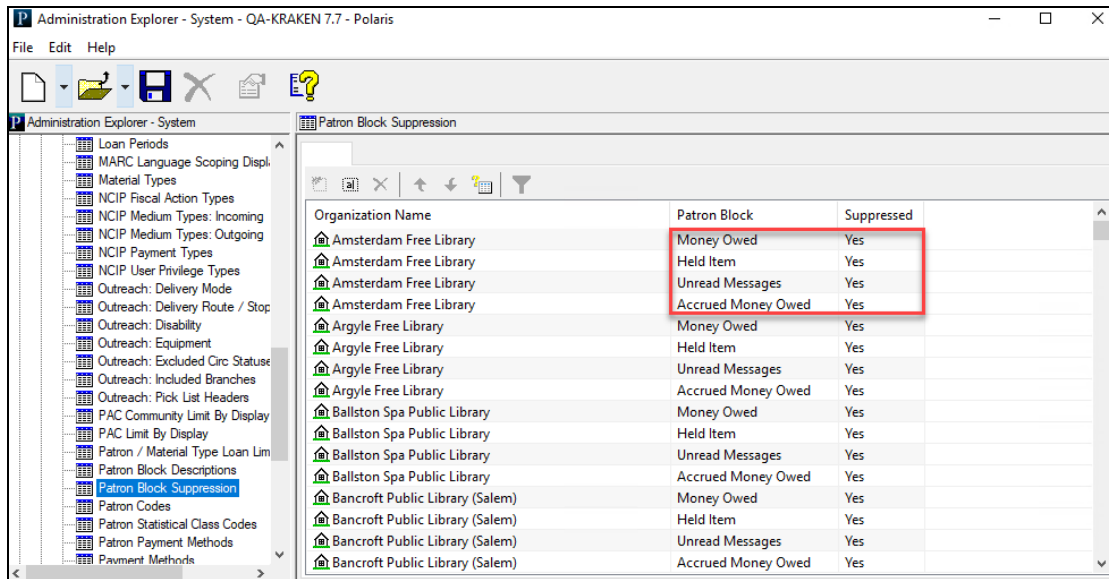 Administration Explorer - System - QA-KRAKEN 7.7 - Polaris
File Edit Help
Administration Explorer - System
Loan Periods
MARC Language Scoping Displ
Material Types
NCIP Fiscal Action Types
NCIP Medium Types: Incoming
NCIP Medium Types: Outgoing
NCIP Payment Types
NCIP User Privilege Types
Outreach: Delivery Mode
Outreach: Delivery Route / Stop
Outreach: Disability
Outreach: Equipment
Outreach: Excluded Circ Statuse
Outreach: Included Branches
Outreach: Pick List Headers
PAC Community Limit By Display
PAC Limit By Display
Patron / Material Type Loan Lim
Patron Block Descriptions
Patron Block Suppression
Patron Codes
Patron Statistical Class Codes
Patron Payment Methods
Payment Methods
Patron Block Suppression
Organization Name Patron Block Suppressed
Amsterdam Free Library Money Owed Yes
Amsterdam Free Library Held Item Yes
Amsterdam Free Library Unread Messages Yes
Amsterdam Free Library Accrued Money Owed Yes
Argyle Free Library Money Owed Yes
Argyle Free Library Held Item Yes
Argyle Free Library Unread Messages Yes
Argyle Free Library Accrued Money Owed Yes
Ballston Spa Public Library Money Owed Yes
Ballston Spa Public Library Held Item Yes
Ballston Spa Public Library Unread Messages Yes
Ballston Spa Public Library Accrued Money Owed Yes
Bancroft Public Library (Salem) Money Owed Yes
Bancroft Public Library (Salem) Held Item Yes
Bancroft Public Library (Salem) Unread Messages Yes
Bancroft Public Library (Salem) Accrued Money Owed Yes